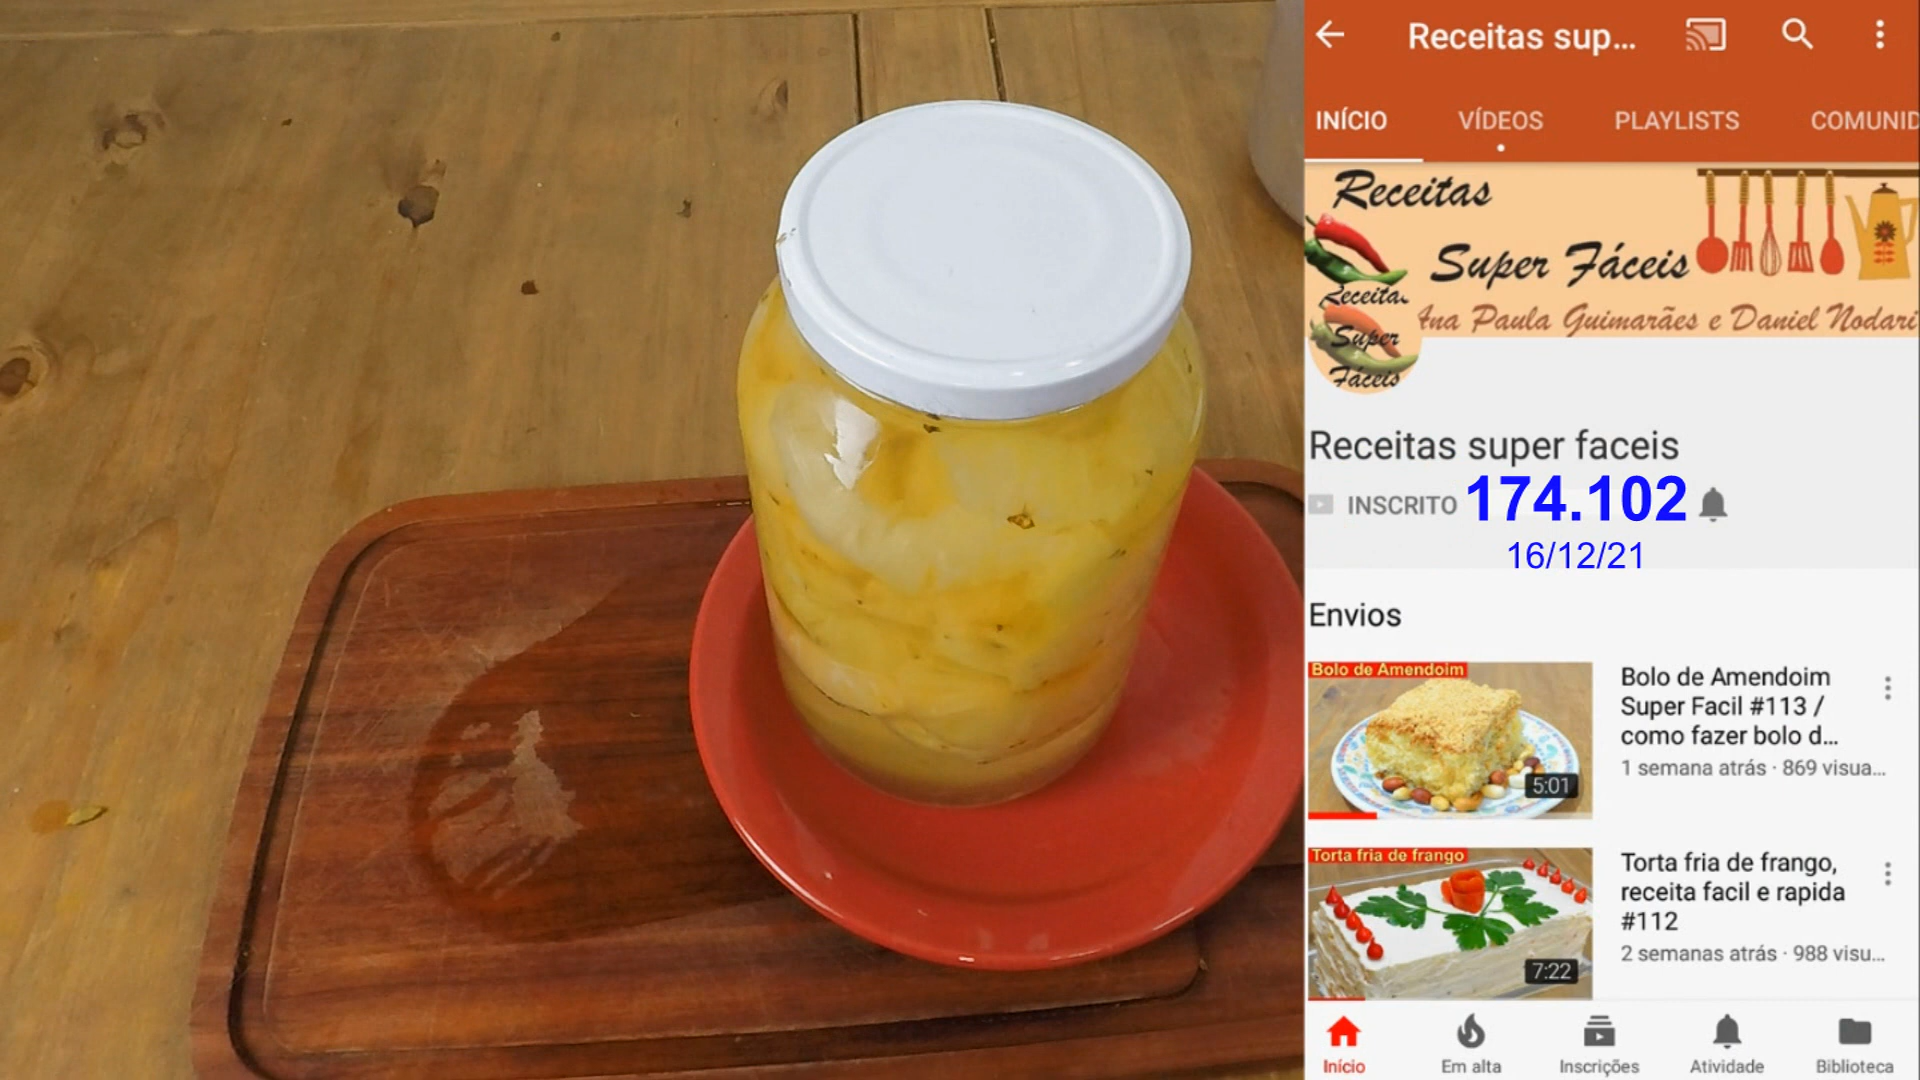 Receitas sup...
INÍCIO VÍDEOS PLAYLISTS COMUNID
Receitas
Super Fáceis
Ana Paula Guimarães e Daniel Nodari
Receitas
Super
Fáceis
Receitas super faceis
INSCRITO 174.102
16/12/21
Envios
Bolo de Amendoim
5:01
Bolo de Amendoim
Super Facil #113 /
como fazer bolo d...
1 semana atrás · 869 visua...
Torta fria de frango
7:22
Torta fria de frango,
receita facil e rapida
#112
2 semanas atrás · 988 visu...
Início Em alta Inscrições Atividade Biblioteca